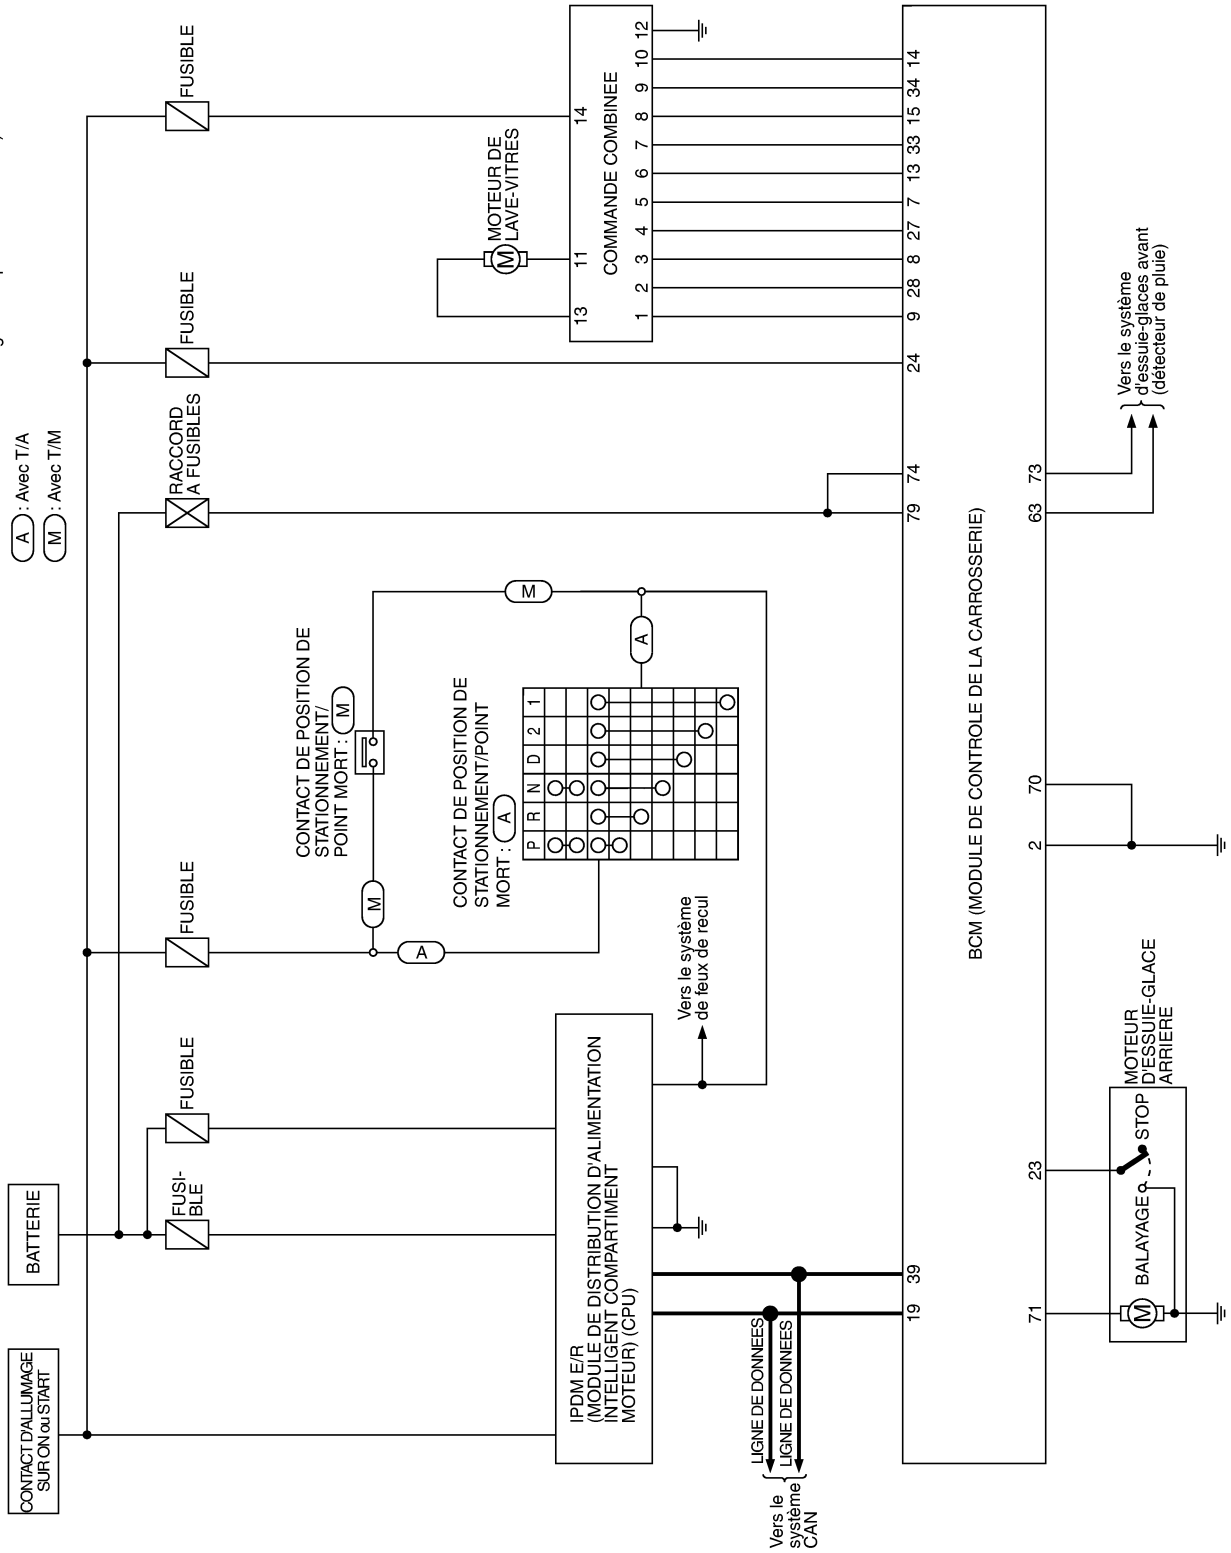 A : Avec T/A
M : Avec T/M
CONTACT D'ALLUMAGE
SUR ON ou START
BATTERIE
FUSI-
BLE
FUSIBLE
FUSIBLE
RACCORD
A FUSIBLES
FUSIBLE
FUSIBLE
CONTACT DE POSITION DE
STATIONNEMENT/
POINT MORT : M
M
M
A
A
CONTACT DE POSITION DE
STATIONNEMENT/POINT
MORT : A
P R N D 2 1
MOTEUR DE
LAVE-VITRES
M
13 11 14
COMMANDE COMBINEE
1 2 3 4 5 6 7 8 9 10 12
IPDM E/R
(MODULE DE DISTRIBUTION D'ALIMENTATION
INTELLIGENT COMPARTIMENT
MOTEUR) (CPU)
Vers le système
de feux de recul
LIGNE DE DONNEES
LIGNE DE DONNEES
Vers le
système
CAN
19 39 79 74 24 9 28 8 27 7 13 33 15 34 14
BCM (MODULE DE CONTROLE DE LA CARROSSERIE)
71 23 2 70 63 73
MOTEUR
D'ESSUIE-GLACE
ARRIERE
BALAYAGE
STOP
M
Vers le système
d'essuie-glaces avant
(détecteur de pluie)